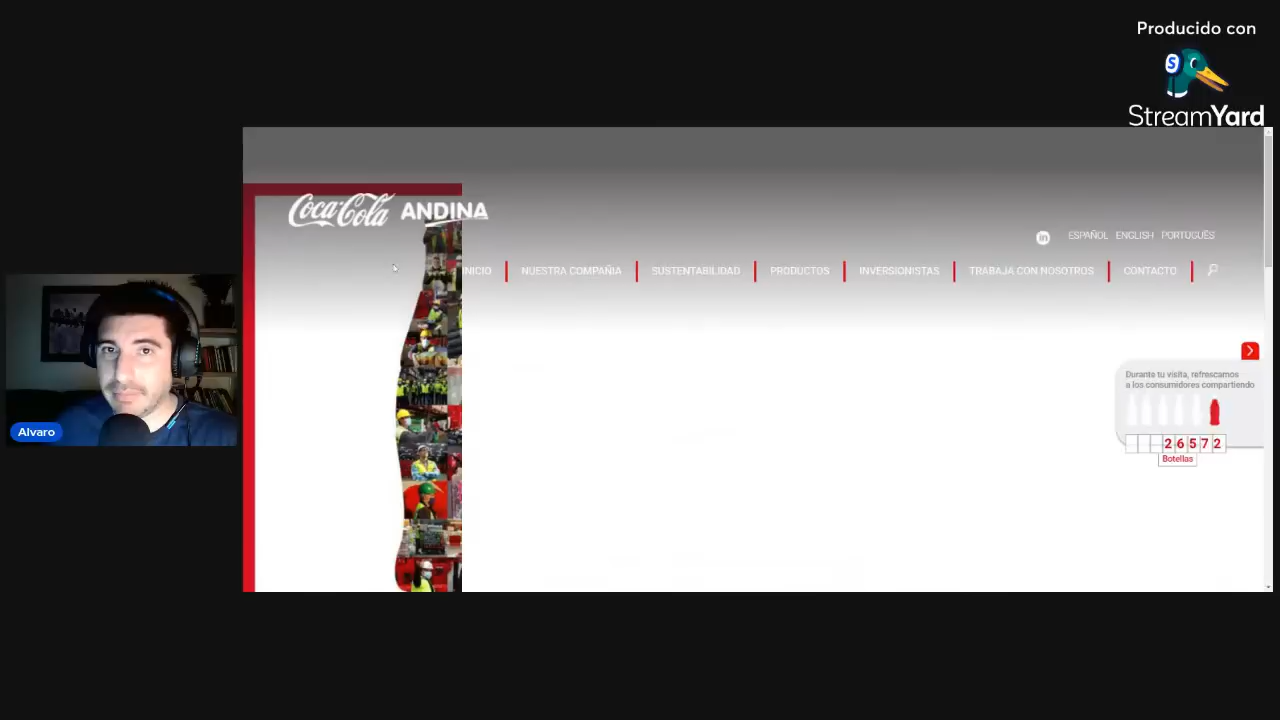 Producido con
StreamYard
Coca-Cola ANDINA
ESPAÑOL ENGLISH PORTUGUÊS
INICIO NUESTRA COMPAÑIA SUSTENTABILIDAD PRODUCTOS INVERSIONISTAS TRABAJA CON NOSOTROS CONTACTO
Durante tu visita, refrescamos
a los consumidores compartiendo
26572
Botellas
Alvaro